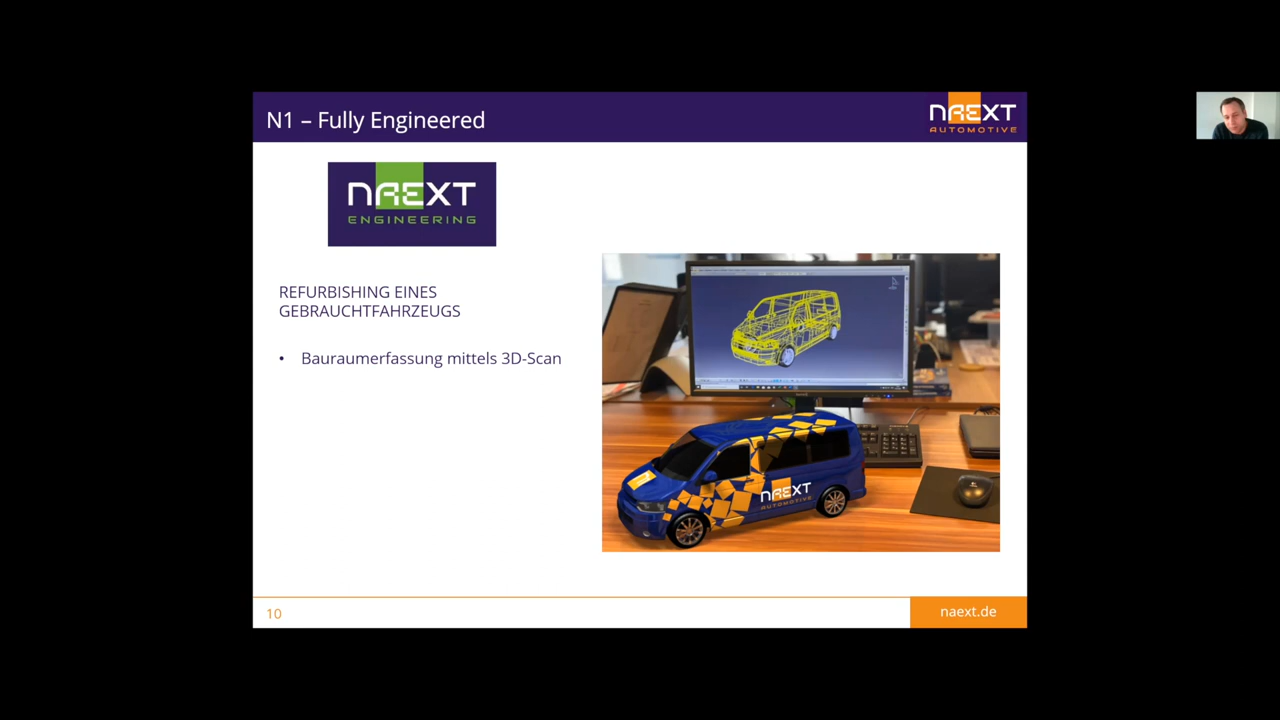 N1 – Fully Engineered
NAEXT
AUTOMOTIVE
NAEXT
ENGINEERING
REFURBISHING EINES
GEBRAUCHTFAHRZEUGS
• Bauraumerfassung mittels 3D-Scan
NAEXT
AUTOMOTIVE
10
naext.de